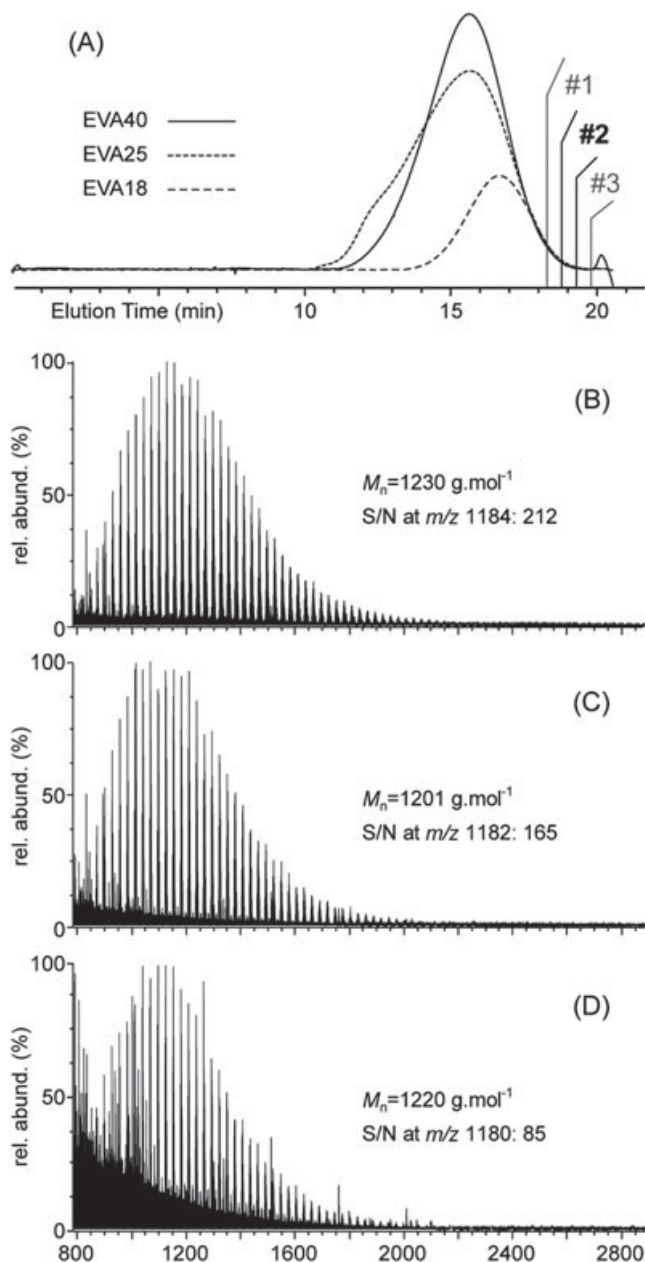 (A)
#1
EVA40
#2
EVA25
EVA18
#3
Elution Time (min) 10 15 20
100
(B)
rel. abund. (%)
Mn=1230 g.mol-1
50
S/N at m/z 1184: 212
0
100
(C)
rel. abund. (%)
Mn=1201 g.mol-1
50
S/N at m/z 1182: 165
0
100
(D)
rel. abund. (%)
Mn=1220 g.mol-1
50
S/N at m/z 1180: 85
0
800 1200 1600 2000 2400 2800